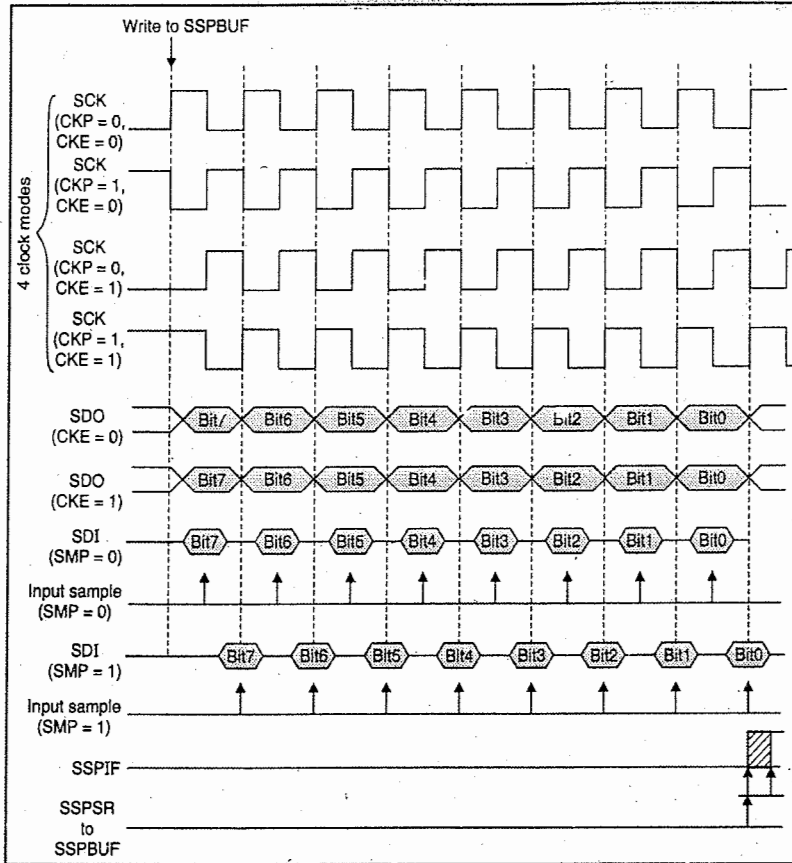 Write to SSPBUF
4 clock modes
SCK
(CKP = 0,
CKE = 0)
SCK
(CKP = 1,
CKE = 0)
SCK
(CKP = 0,
CKE = 1)
SCK
(CKP = 1,
CKE = 1)
SDO
(CKE = 0)
Bit7 Bit6 Bit5 Bit4 Bit3 Bit2 Bit1 Bit0
SDO
(CKE = 1)
Bit7 Bit6 Bit5 Bit4 Bit3 Bit2 Bit1 Bit0
SDI
(SMP = 0)
Bit7 Bit6 Bit5 Bit4 Bit3 Bit2 Bit1 Bit0
Input sample
(SMP = 0)
SDI
(SMP = 1)
Bit7 Bit6 Bit5 Bit4 Bit3 Bit2 Bit1 Bit0
Input sample
(SMP = 1)
SSPIF
SSPSR
to
SSPBUF